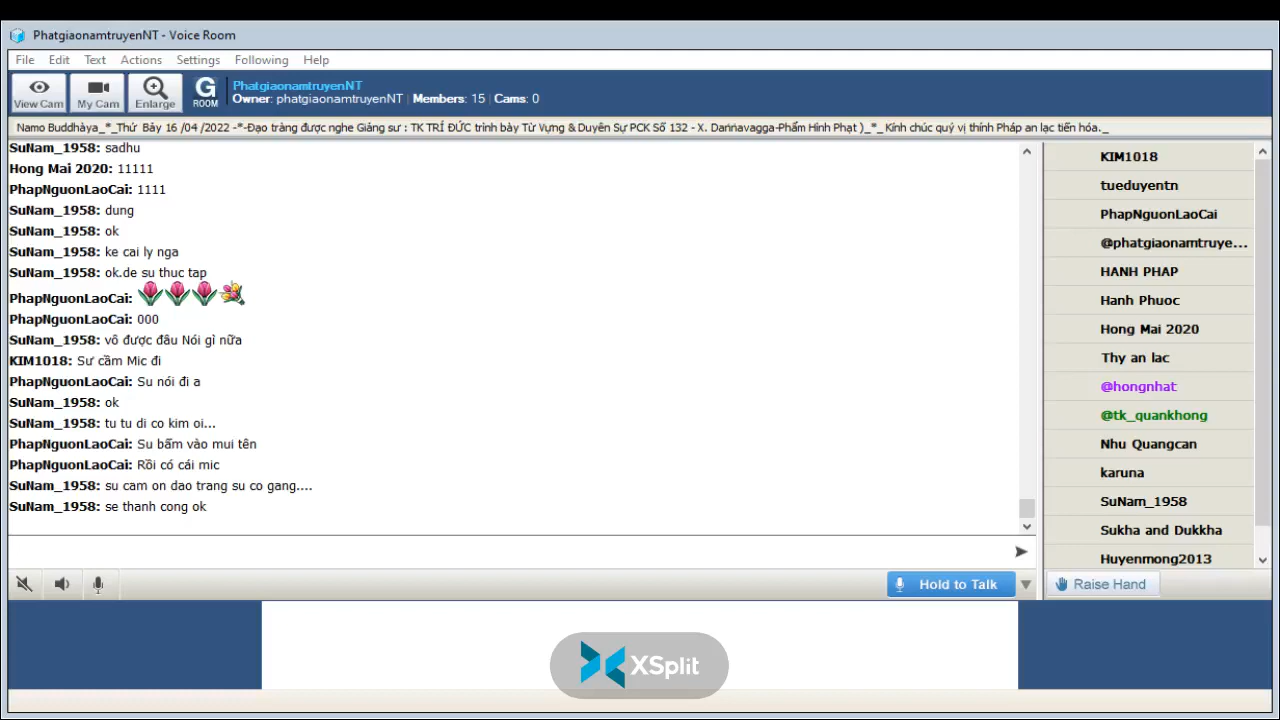 PhatgiaonamtruyenNT - Voice Room
File Edit Text Actions Settings Following Help
View Cam My Cam Enlarge G ROOM
PhatgiaonamtruyenNT
Owner: phatgiaonamtruyenNT | Members: 15 | Cams: 0
Namo Buddhàya_*_Thứ Bảy 16 /04 /2022 -*-Đạo tràng được nghe Giảng sư : TK TRÍ ĐỨC trình bày Từ Vựng & Duyên Sự PCK Số 132 - X. Daṇṇavagga-Phẩm Hình Phạt )_*_ Kính chúc quý vị thính Pháp an lạc tiến hóa._
SuNam_1958: sadhu
Hong Mai 2020: 11111
PhapNguonLaoCai: 1111
SuNam_1958: dung
SuNam_1958: ok
SuNam_1958: ke cai ly nga
SuNam_1958: ok.de su thuc tap
PhapNguonLaoCai:
PhapNguonLaoCai: 000
SuNam_1958: vô được đâu Nói gì nữa
KIM1018: Sư cầm Mic đi
PhapNguonLaoCai: Su nói đi a
SuNam_1958: ok
SuNam_1958: tu tu di co kim oi...
PhapNguonLaoCai: Su bấm vào mui tên
PhapNguonLaoCai: Rồi có cái mic
SuNam_1958: su cam on dao trang su co gang....
SuNam_1958: se thanh cong ok
KIM1018
tueduyentn
PhapNguonLaoCai
@phatgiaonamtruye...
HANH PHAP
Hanh Phuoc
Hong Mai 2020
Thy an lac
@hongnhat
@tk_quankhong
Nhu Quangcan
karuna
SuNam_1958
Sukha and Dukkha
Huyenmong2013
Hold to Talk
Raise Hand
XSplit